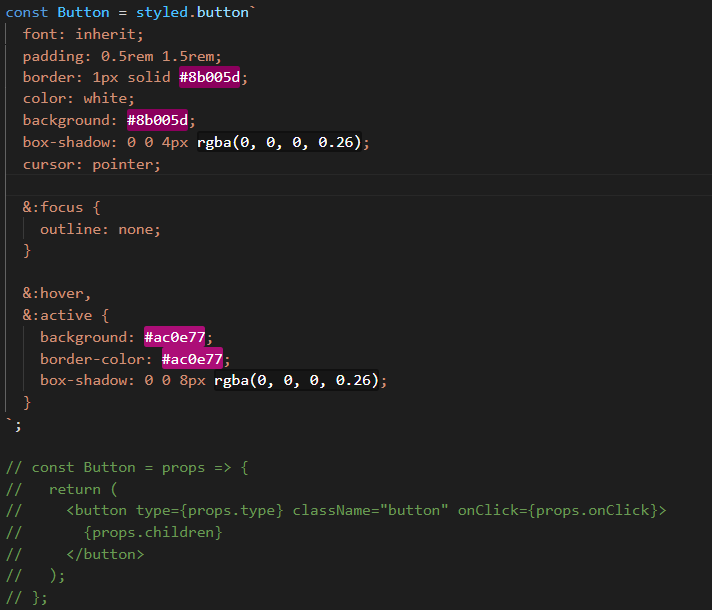 const Button = styled.button`
  font: inherit;
  padding: 0.5rem 1.5rem;
  border: 1px solid #8b005d;
  color: white;
  background: #8b005d;
  box-shadow: 0 0 4px rgba(0, 0, 0, 0.26);
  cursor: pointer;

  &:focus {
    outline: none;
  }

  &:hover,
  &:active {
    background: #ac0e77;
    border-color: #ac0e77;
    box-shadow: 0 0 8px rgba(0, 0, 0, 0.26);
  }
`;

// const Button = props => {
//   return (
//     <button type={props.type} className="button" onClick={props.onClick}>
//       {props.children}
//     </button>
//   );
// };